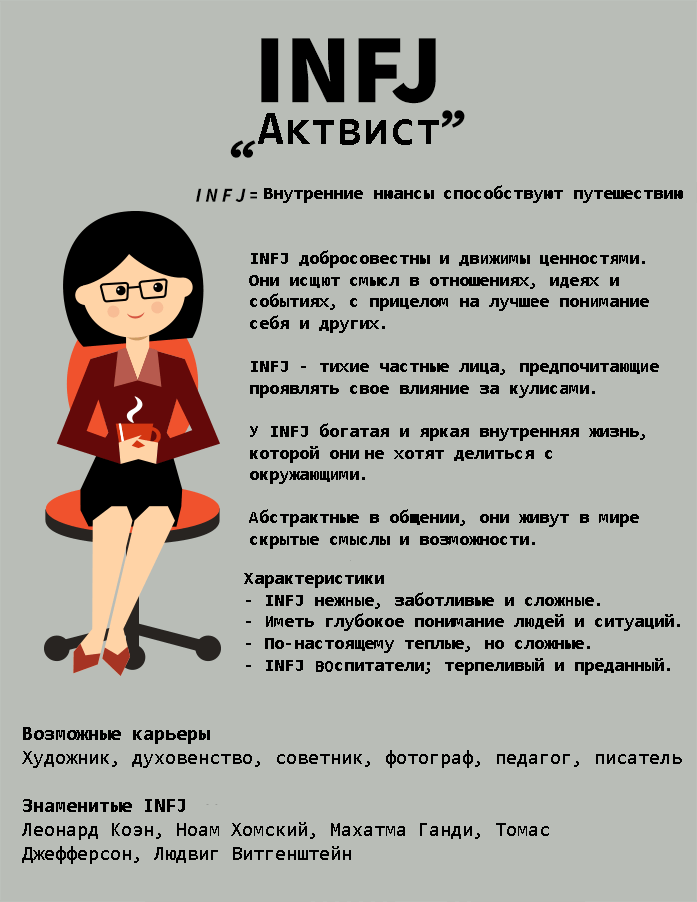 INFJ
“Актвист”
INFJ= Внутренние нюансы способствуют путешествию
INFJ добросовестны и движимы ценностями.
Они исщют смысл в отношениях, идеях и
событиях, с прицелом на лучшее понимание
себя и других.
INFJ - тихие частные лица, предпочитающие
проявлять свое влияние за кулисами.
У INFJ богатая и яркая внутренняя жизнь,
которой они не хотят делиться с
окружающими.
Абстрактные в общении, они живут в мире
скрытые смыслы и возможности.
Характеристики
- INFJ нежные, заботливые и сложные.
- Иметь глубокое понимание людей и ситуаций.
- По-настоящему теплые, но сложные.
- INFJ воспитатели; терпеливый и преданный.
Возможные карьеры
Художник, духовенство, советник, фотограф, педагог, писатель
Знаменитые INFJ
Леонард Коэн, Ноам Хомский, Махатма Ганди, Томас
Джефферсон, Людвиг Витгенштейн